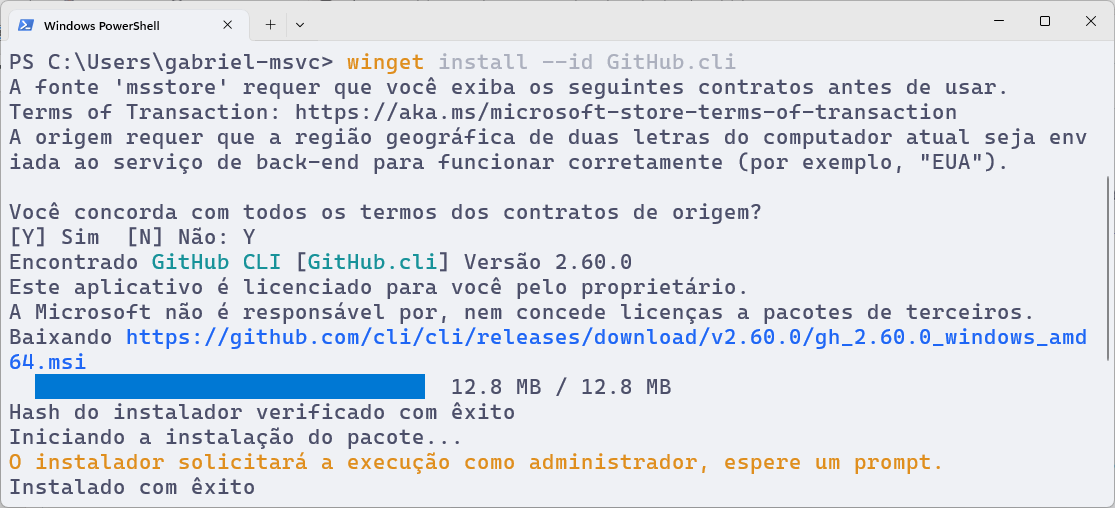 Windows PowerShell
PS C:\Users\gabriel-msvc> winget install --id GitHub.cli
A fonte 'msstore' requer que você exiba os seguintes contratos antes de usar.
Terms of Transaction: https://aka.ms/microsoft-store-terms-of-transaction
A origem requer que a região geográfica de duas letras do computador atual seja env
iada ao serviço de back-end para funcionar corretamente (por exemplo, "EUA").
Você concorda com todos os termos dos contratos de origem?
[Y] Sim  [N] Não: Y
Encontrado GitHub CLI [GitHub.cli] Versão 2.60.0
Este aplicativo é licenciado para você pelo proprietário.
A Microsoft não é responsável por, nem concede licenças a pacotes de terceiros.
Baixando https://github.com/cli/cli/releases/download/v2.60.0/gh_2.60.0_windows_amd
64.msi
12.8 MB / 12.8 MB
Hash do instalador verificado com êxito
Iniciando a instalação do pacote...
O instalador solicitará a execução como administrador, espere um prompt.
Instalado com êxito